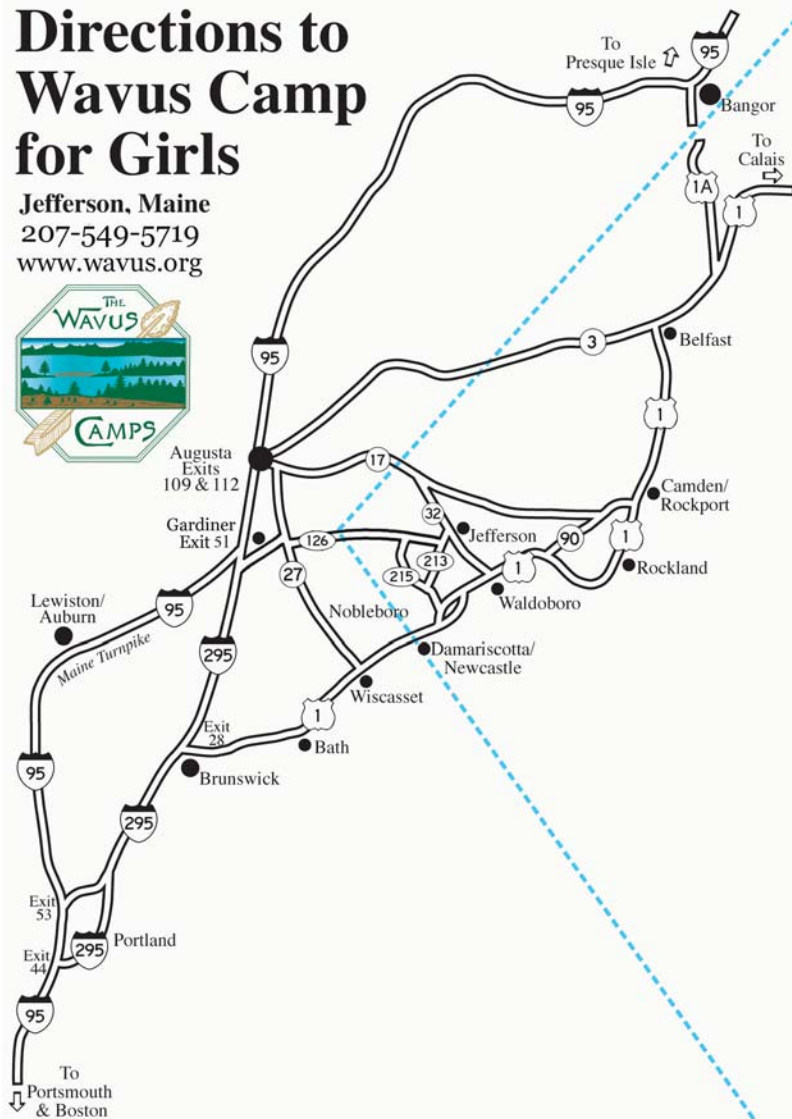 Directions to
Wavus Camp
for Girls
Jefferson, Maine
207-549-5719
www.wavus.org
THE
WAVUS
CAMPS
To
Presque Isle
95
95
Bangor
To
Calais
1A
1
95
3
Belfast
1
Augusta
Exits
109 & 112
17
Camden/
Rockport
32
Gardiner
Exit 51
126
Jefferson
90
1
1
27
215
213
Rockland
Waldoboro
Lewiston/
Auburn
95
Nobleboro
Maine Turnpike
295
Damariscotta/
Newcastle
Wiscasset
1
Exit
28
Bath
95
Brunswick
295
Exit
53
Portland
295
Exit
44
95
To
Portsmouth
& Boston